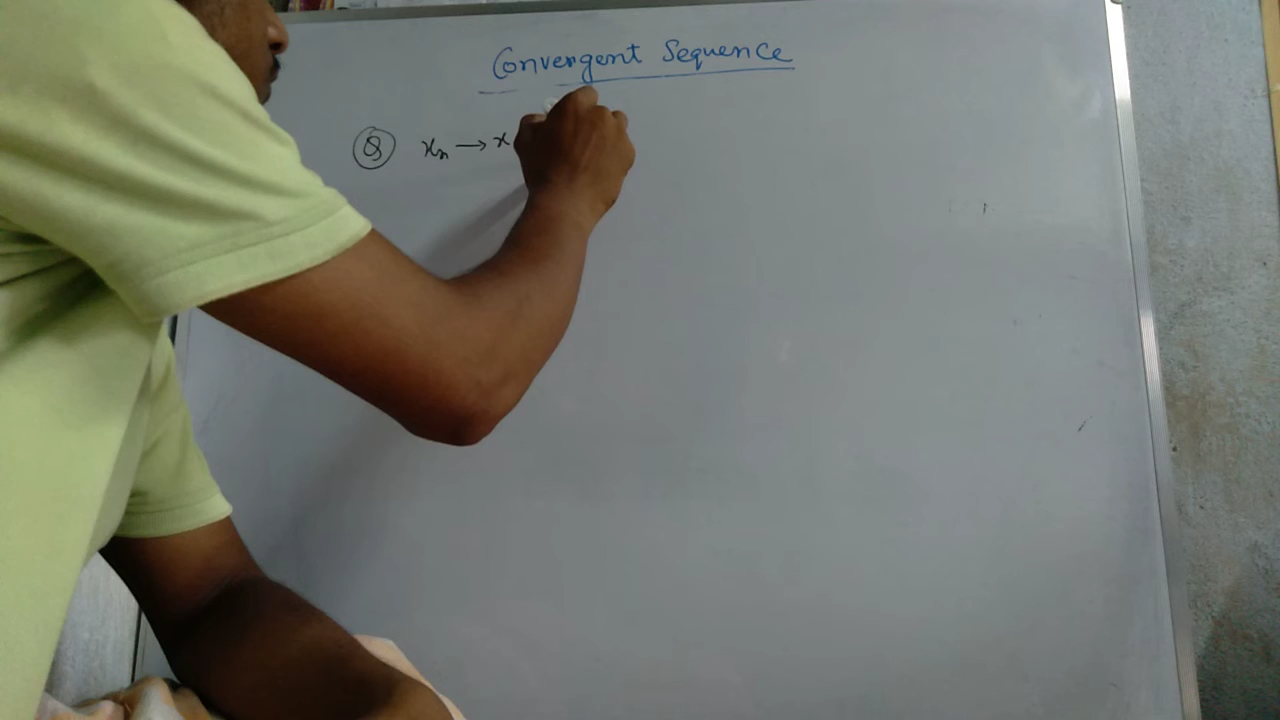 Convergent Sequence
Q xn → x